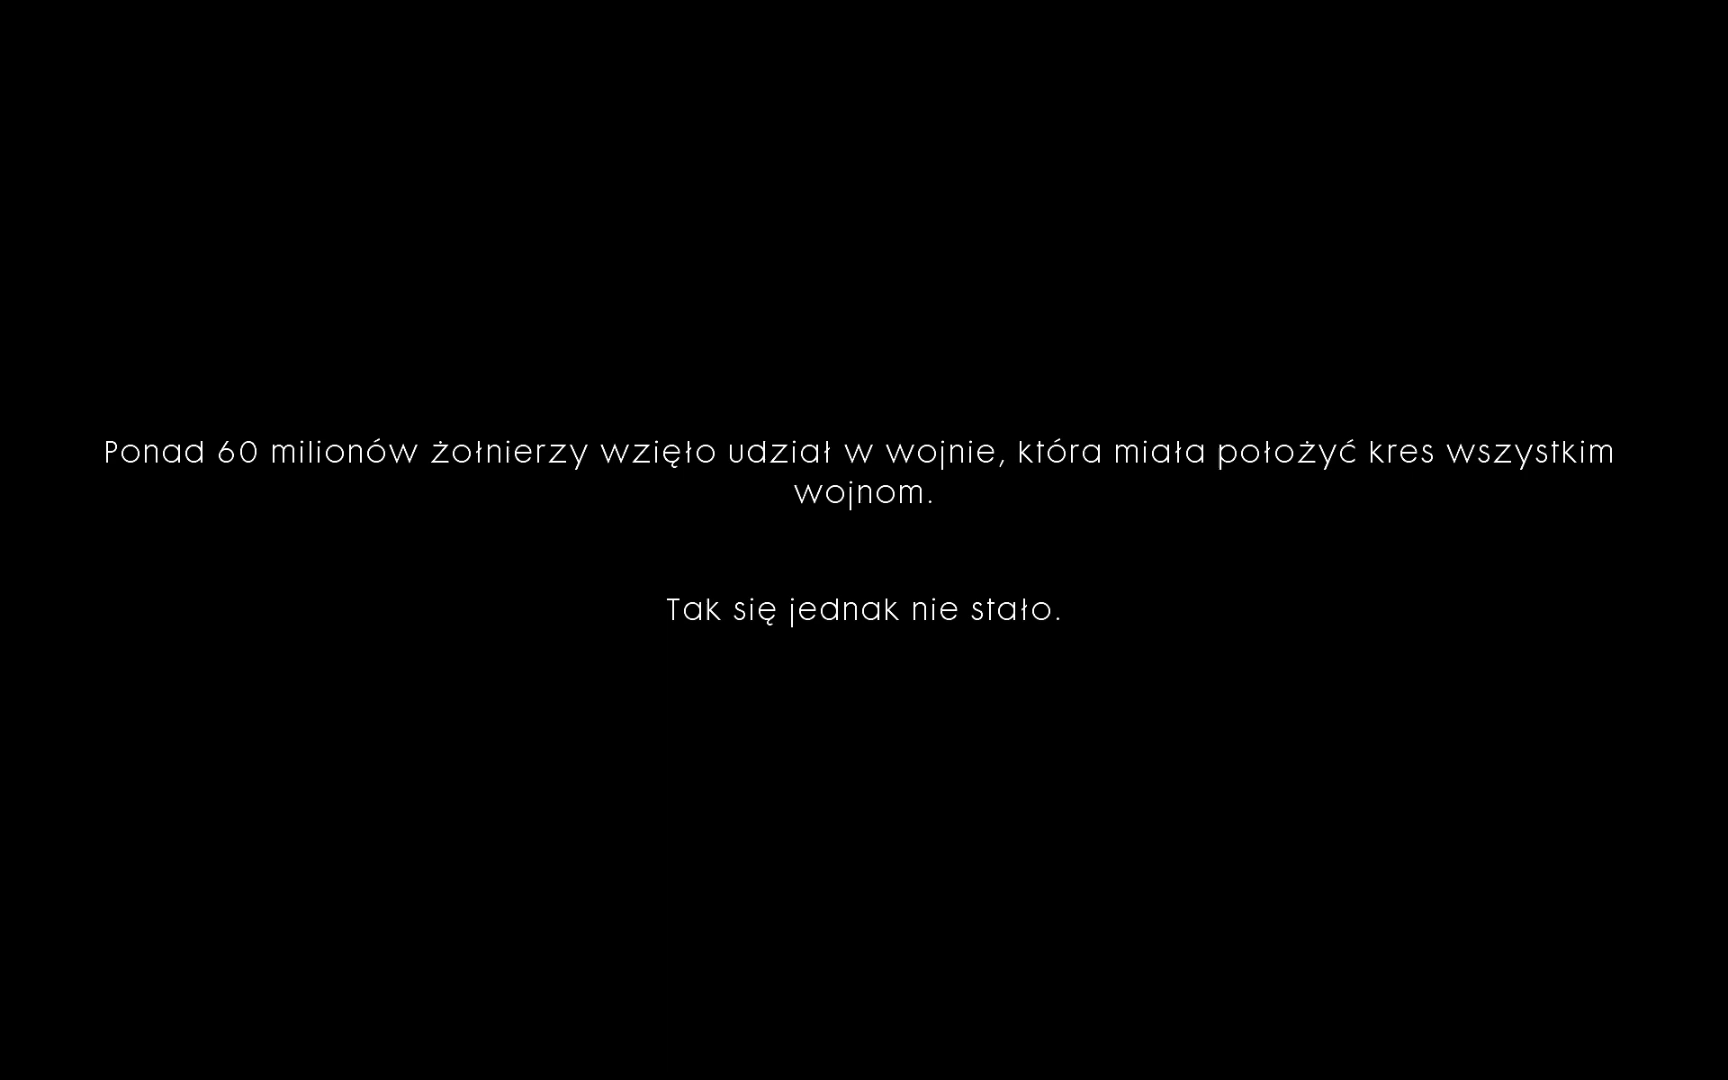 Ponad 60 milionów żołnierzy wzięło udział w wojnie, która miała położyć kres wszystkim
wojnom.
Tak się jednak nie stało.